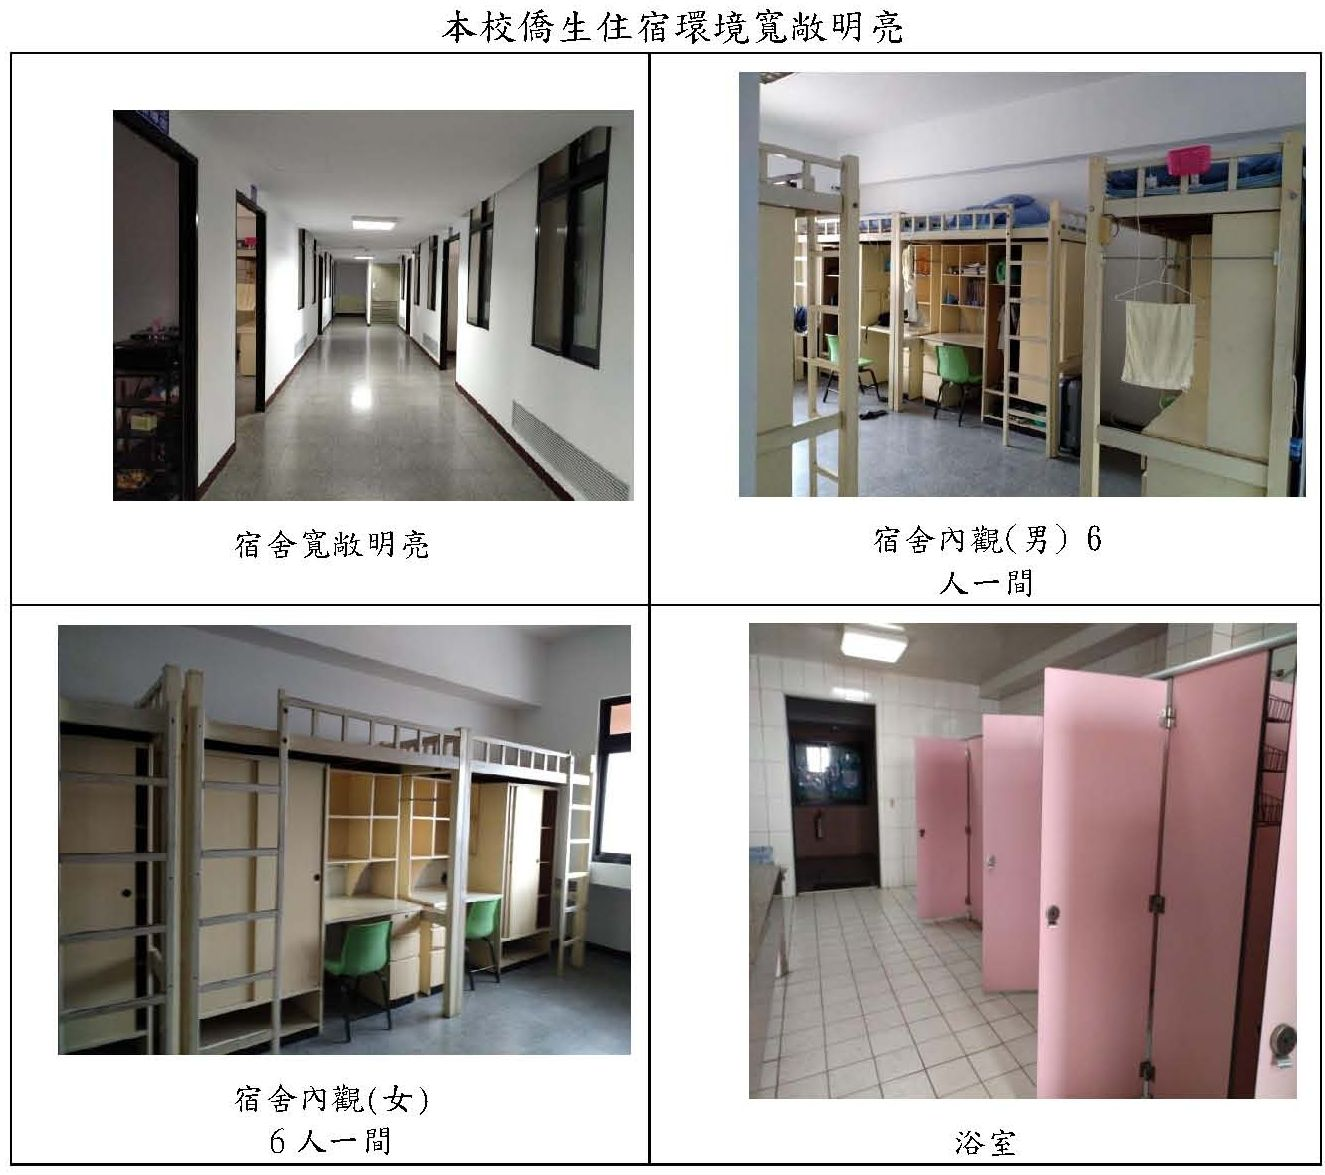 本校僑生住宿環境寬敞明亮
宿舍寬敞明亮
宿舍內觀(男) 6
人一間
宿舍內觀(女)
6人一間
浴室